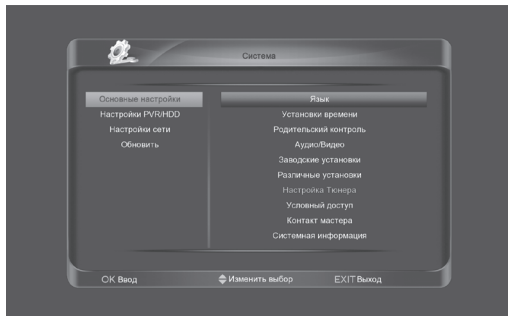 Система
Основные настройки
Настройки PVR/HDD
Настройки сети
Обновить
Язык
Установки времени
Родительский контроль
Аудио/Видео
Заводские установки
Различные установки
Настройка Тюнера
Условный доступ
Контакт мастера
Системная информация
OK Ввод
Изменить выбор
EXIT Выход